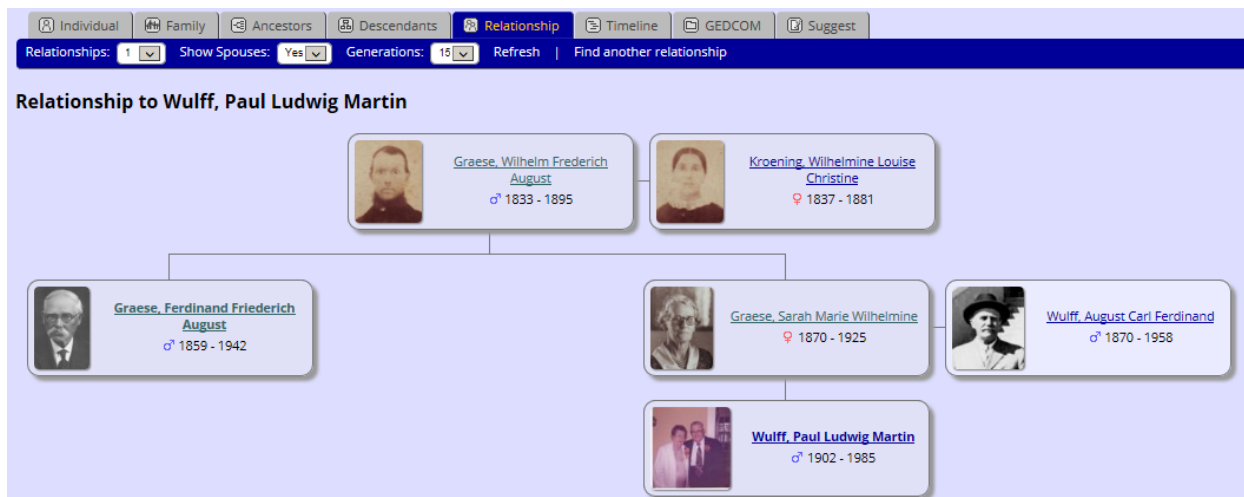 Individual Family Ancestors Descendants Relationship Timeline GEDCOM Suggest
Relationships: 1 Show Spouses: Yes Generations: 15 Refresh | Find another relationship
Relationship to Wulff, Paul Ludwig Martin
Graese, Wilhelm Frederich
August
♂ 1833 - 1895
Kroening, Wilhelmine Louise
Christine
♀ 1837 - 1881
Graese, Ferdinand Friederich
August
♂ 1859 - 1942
Graese, Sarah Marie Wilhelmine
♀ 1870 - 1925
Wulff, August Carl Ferdinand
♂ 1870 - 1958
Wulff, Paul Ludwig Martin
♂ 1902 - 1985